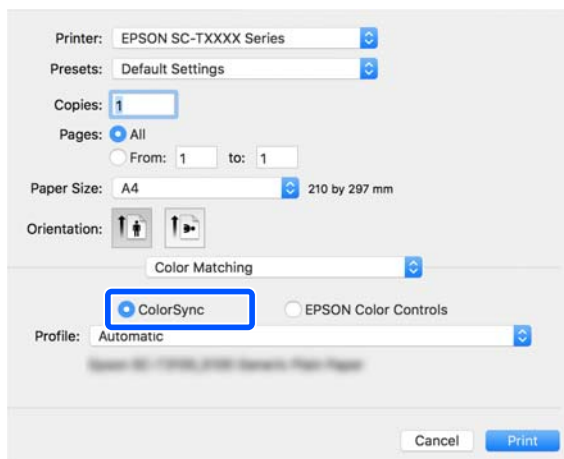 Printer: EPSON SC-TXXXX Series
Presets: Default Settings
Copies: 1
Pages: All
From: 1 to: 1
Paper Size: A4 210 by 297 mm
Orientation:
Color Matching
ColorSync EPSON Color Controls
Profile: Automatic
Cancel Print